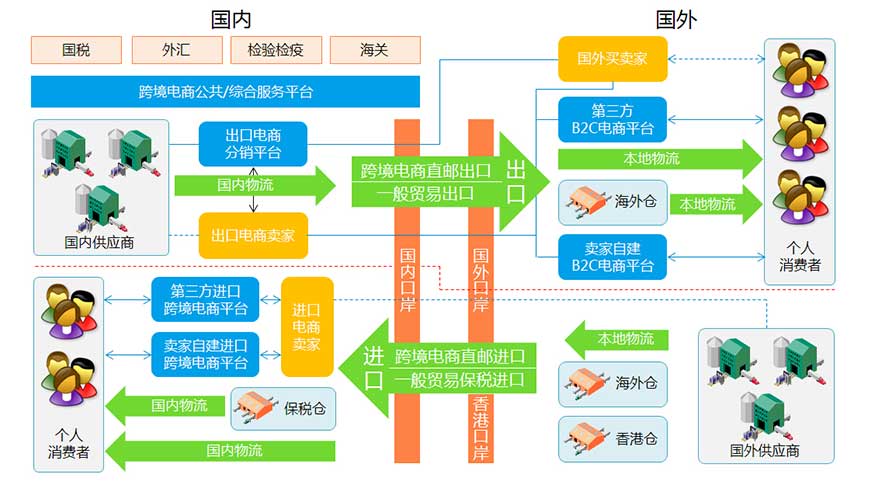 国内
国外
国税
外汇
检验检疫
海关
跨境电商公共/综合服务平台
国外买卖家
出口电商
分销平台
第三方
B2C电商平台
国内物流
跨境电商直邮出口
一般贸易出口
出口
本地物流
海外仓
本地物流
国内供应商
出口电商卖家
卖家自建
B2C电商平台
个人
消费者
国内口岸
国外口岸
第三方进口
跨境电商平台
卖家自建进口
跨境电商平台
进口
电商
卖家
进口
跨境电商直邮进口
一般贸易保税进口
本地物流
海外仓
香港仓
香港口岸
国内物流
保税仓
国内物流
个人
消费者
国外供应商